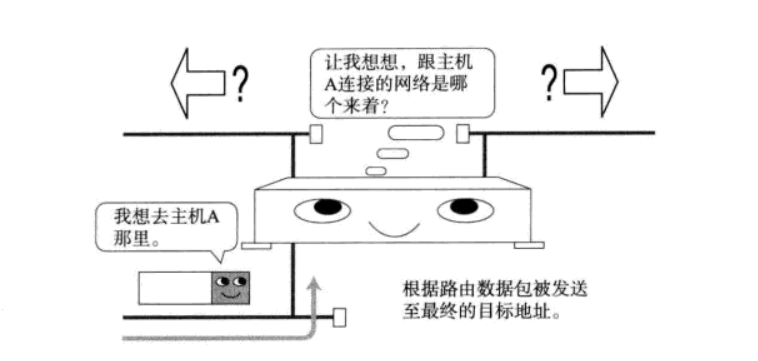 ?
让我想想，跟主机
A连接的网络是哪
个来着？
?
我想去主机A
那里。
根据路由数据包被发送
至最终的目标地址。